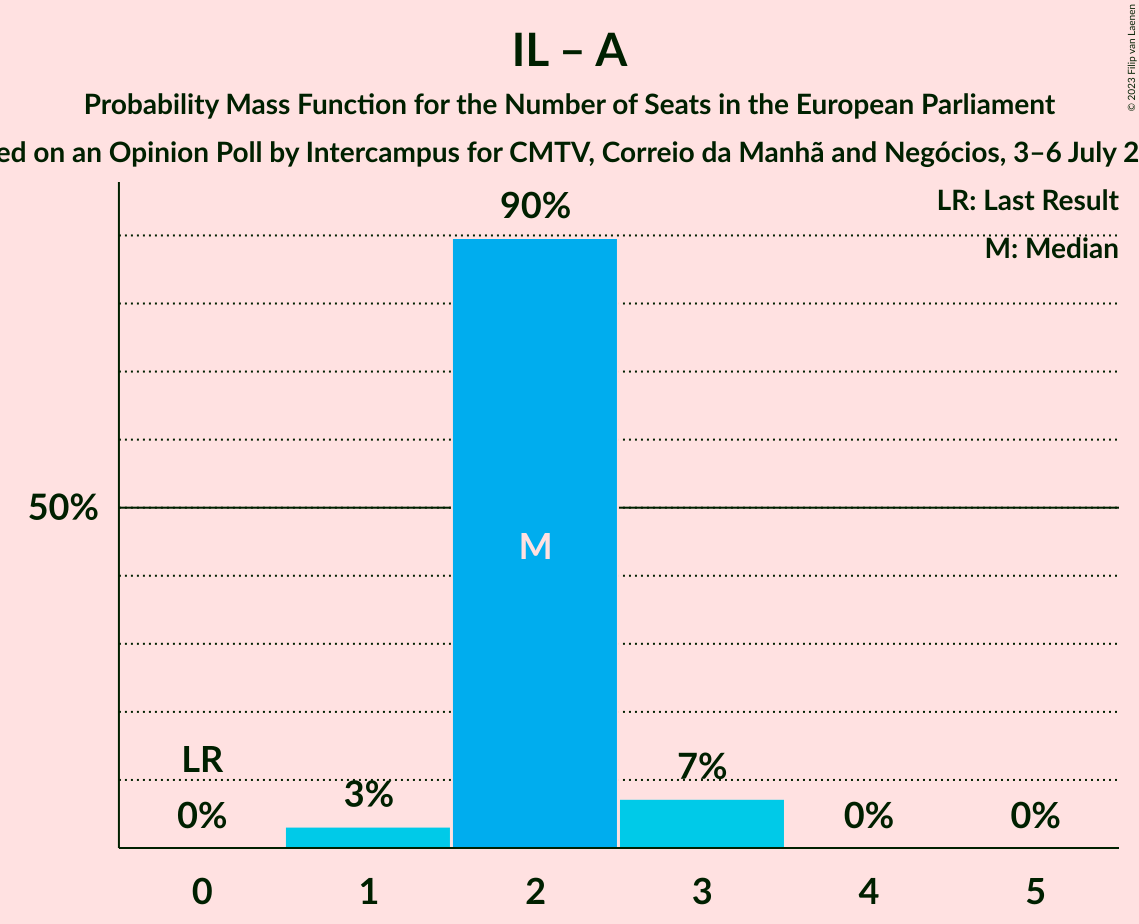 IL – A
Probability Mass Function for the Number of Seats in the European Parliament
ed on an Opinion Poll by Intercampus for CMTV, Correio da Manhã and Negócios, 3–6 July 2
© 2023 Filip van Laenen
LR: Last Result
M: Median
90%
50%
M
LR
0%
3%
7%
0%
0%
0
1
2
3
4
5